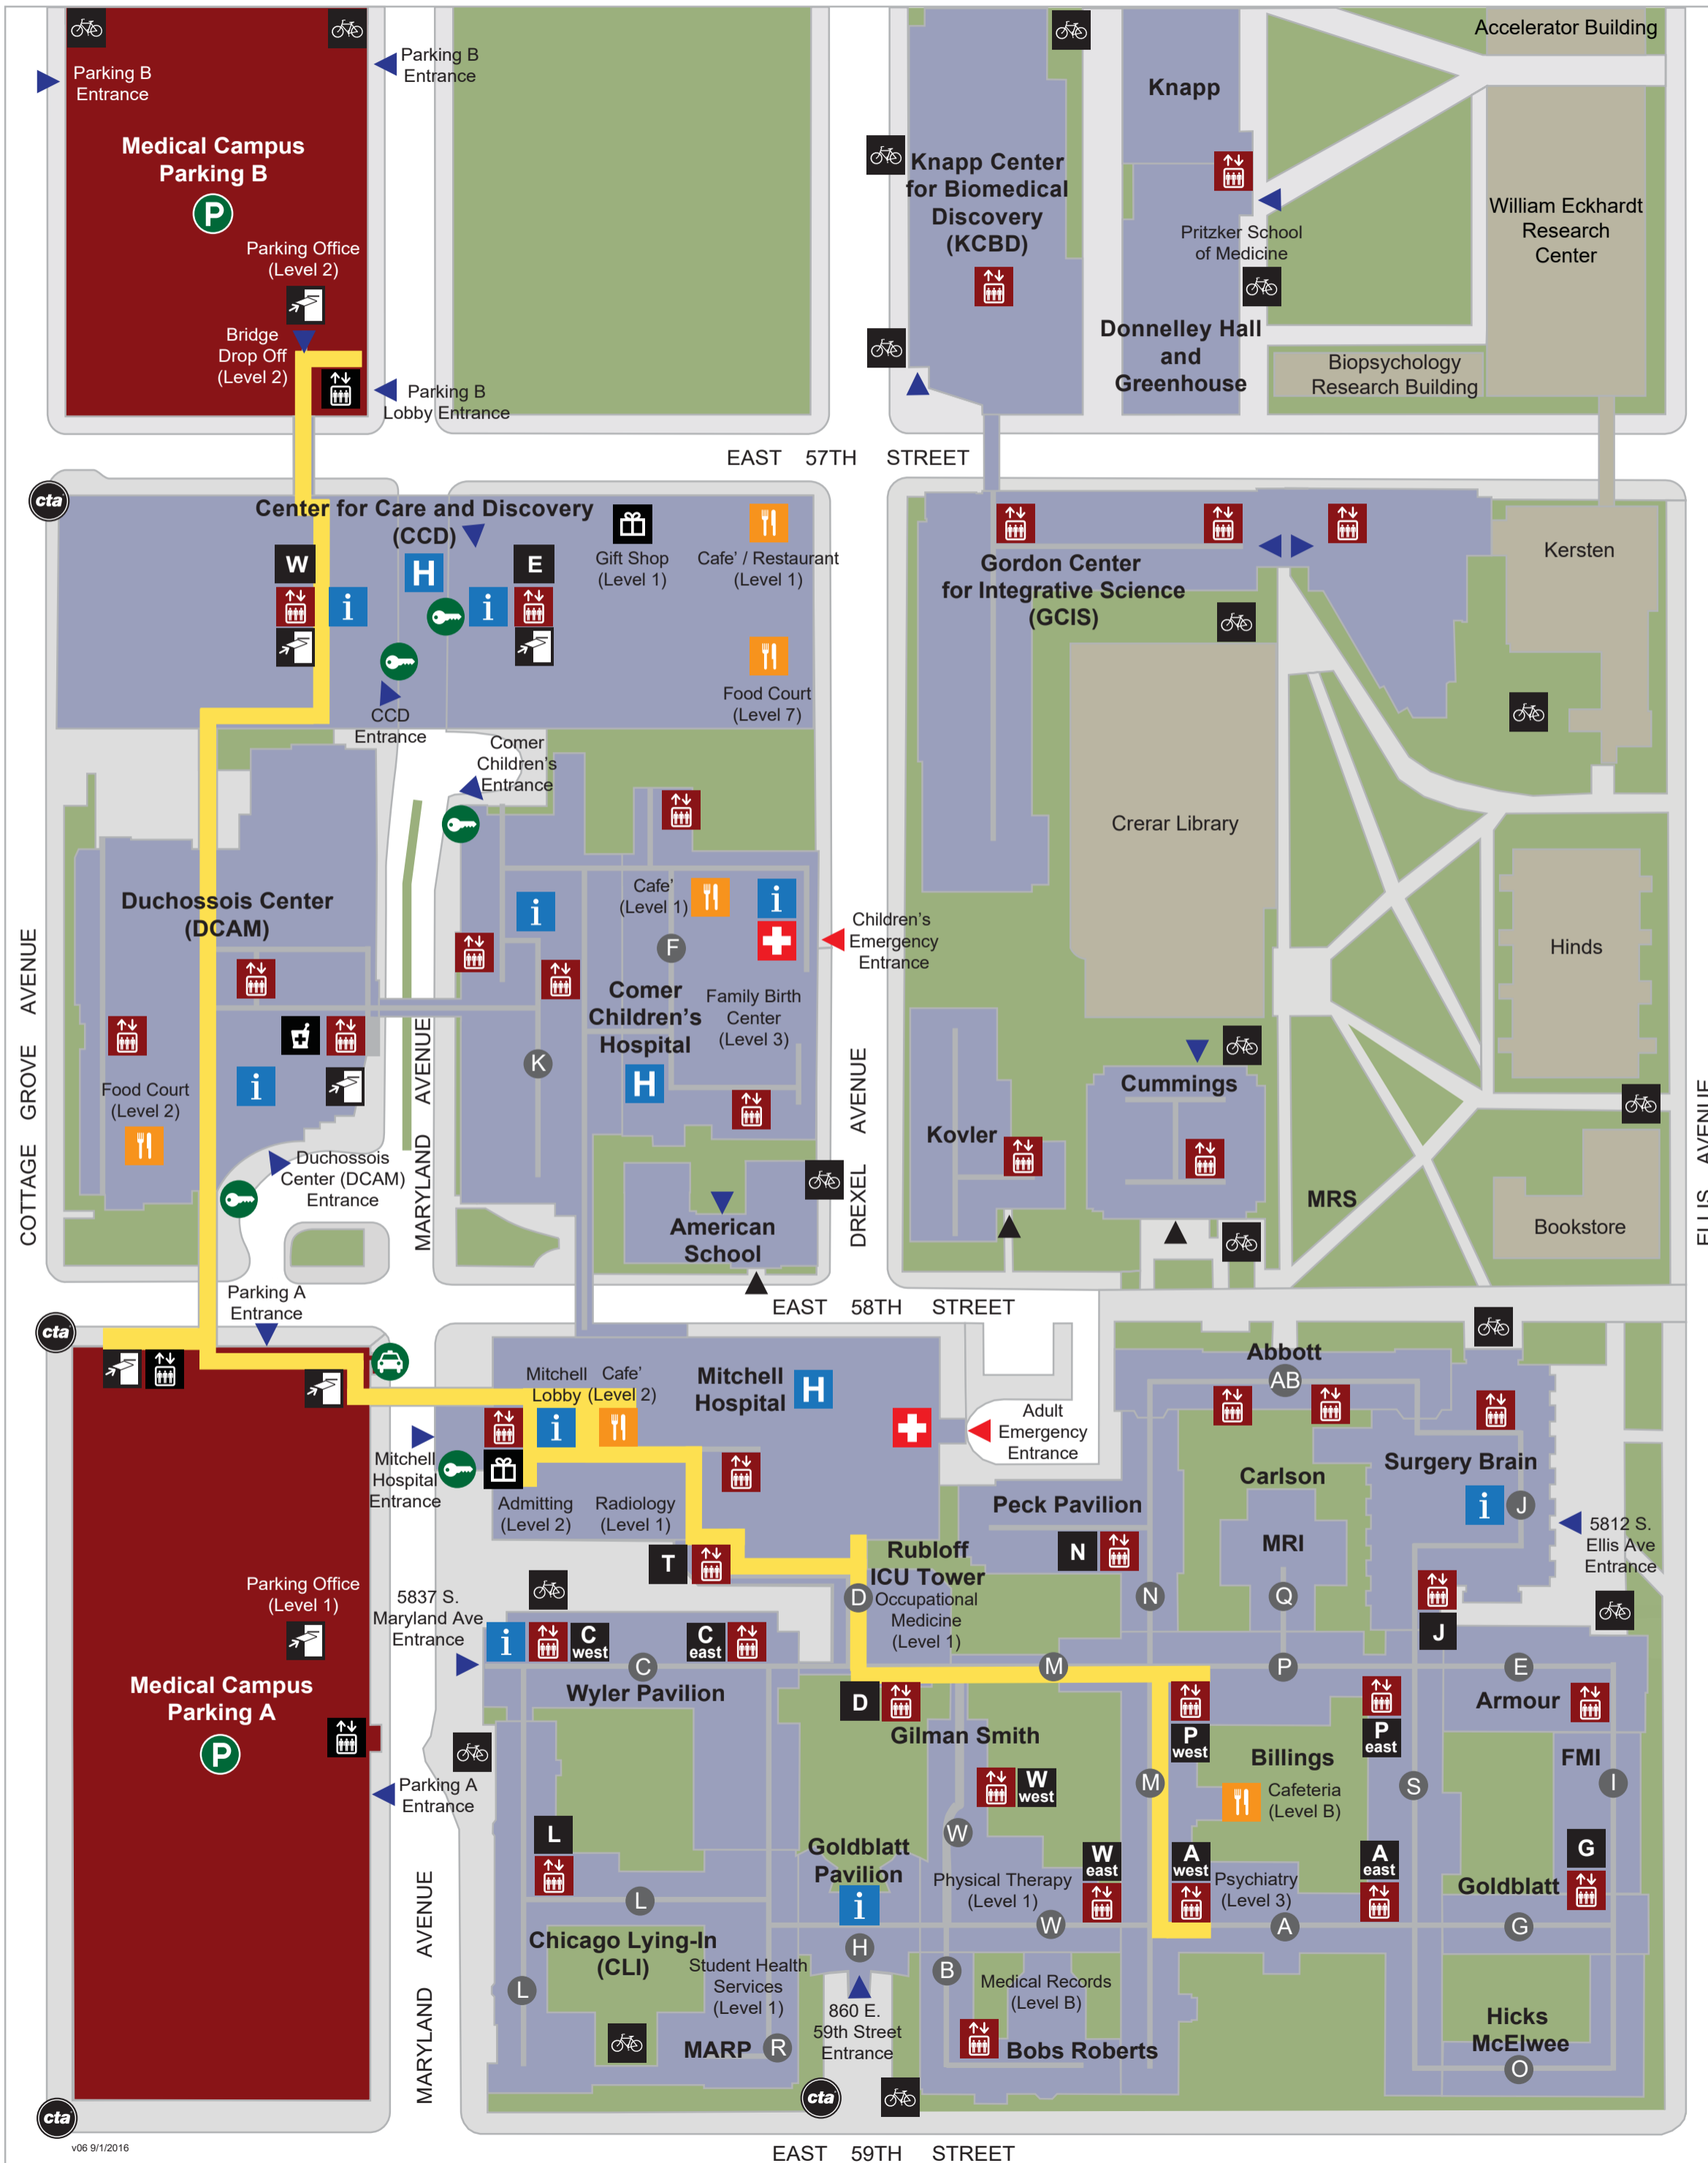 Accelerator Building
Parking B
Entrance
Parking B
Entrance
Medical Campus
Parking B
P
Parking Office
(Level 2)
Bridge
Drop Off
(Level 2)
Parking B
Lobby Entrance
Knapp
Knapp Center
for Biomedical
Discovery
(KCBD)
Pritzker School
of Medicine
Donnelley Hall
and
Greenhouse
William Eckhardt
Research
Center
Biopsychology
Research Building
EAST 57TH STREET
cta
Center for Care and Discovery
(CCD)
W
H
E
i
i
Gift Shop
(Level 1)
Cafe' / Restaurant
(Level 1)
Food Court
(Level 7)
CCD
Entrance
Comer
Children's
Entrance
Gordon Center
for Integrative Science
(GCIS)
Kersten
Crerar Library
Hinds
Duchossois Center
(DCAM)
i
Cafe'
(Level 1)
i
F
Children's
Emergency
Entrance
Comer
Children's
Hospital
H
Family Birth
Center
(Level 3)
K
Food Court
(Level 2)
i
Duchossois
Center (DCAM)
Entrance
COTTAGE GROVE AVENUE
MARYLAND AVENUE
DREXEL AVENUE
ELLIS AVENUE
American
School
Kovler
Cummings
MRS
Bookstore
Parking A
Entrance
EAST 58TH STREET
cta
Mitchell
Lobby
Cafe'
(Level 2)
i
Mitchell
Hospital
H
Mitchell
Hospital
Entrance
Admitting
(Level 2)
Radiology
(Level 1)
Adult
Emergency
Entrance
Abbott
AB
Carlson
Surgery Brain
i
J
Peck Pavilion
MRI
5812 S.
Ellis Ave
Entrance
N
T
Rubloff
ICU Tower
D
Occupational
Medicine
(Level 1)
N
Q
J
Parking Office
(Level 1)
5837 S.
Maryland Ave
Entrance
i
C
west
C
east
C
Wyler Pavilion
M
P
E
Medical Campus
Parking A
P
D
Gilman Smith
P
west
P
east
Armour
Billings
FMI
Parking A
Entrance
W
west
M
Cafeteria
(Level B)
S
I
L
W
Goldblatt
Pavilion
i
Physical Therapy
(Level 1)
W
east
A
west
Psychiatry
(Level 3)
A
east
G
Goldblatt
L
W
A
G
Chicago Lying-In
(CLI)
H
B
L
Student Health
Services
(Level 1)
Medical Records
(Level B)
860 E.
59th Street
Entrance
MARP
R
Bobs Roberts
Hicks
McElwee
O
MARYLAND AVENUE
cta
cta
v06 9/1/2016
EAST 59TH STREET